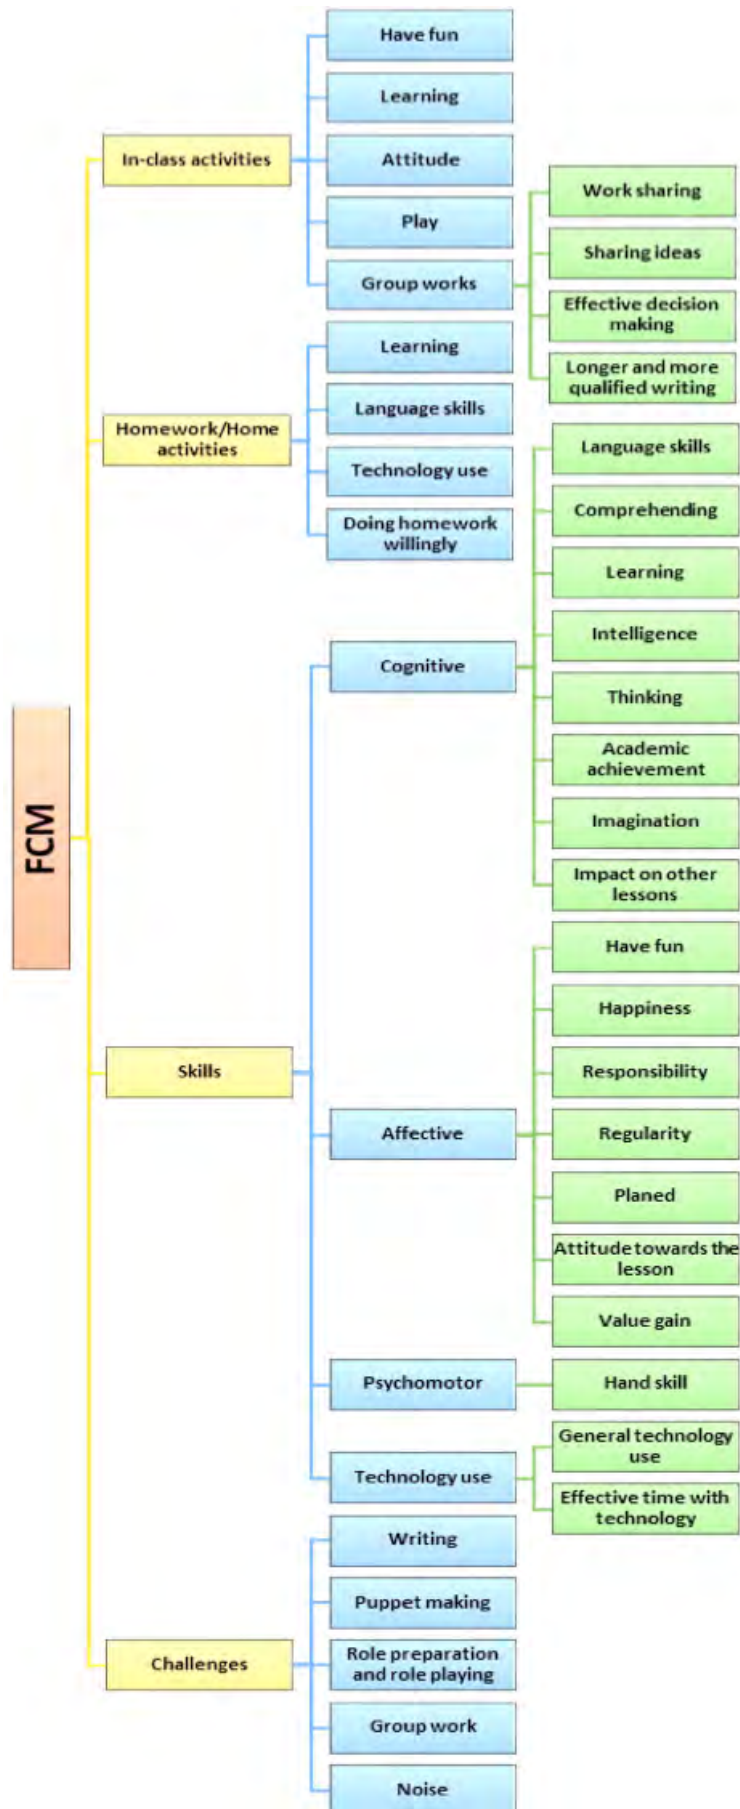 FCM
In-class activities
Have fun
Learning
Attitude
Play
Group works
Work sharing
Sharing ideas
Effective decision
making
Longer and more
qualified writing
Homework/Home
activities
Learning
Language skills
Technology use
Doing homework
willingly
Skills
Cognitive
Language skills
Comprehending
Learning
Intelligence
Thinking
Academic
achievement
Imagination
Impact on other
lessons
Affective
Have fun
Happiness
Responsibility
Regularity
Planed
Attitude towards the
lesson
Value gain
Psychomotor
Hand skill
Technology use
General technology
use
Effective time with
technology
Challenges
Writing
Puppet making
Role preparation
and role playing
Group work
Noise